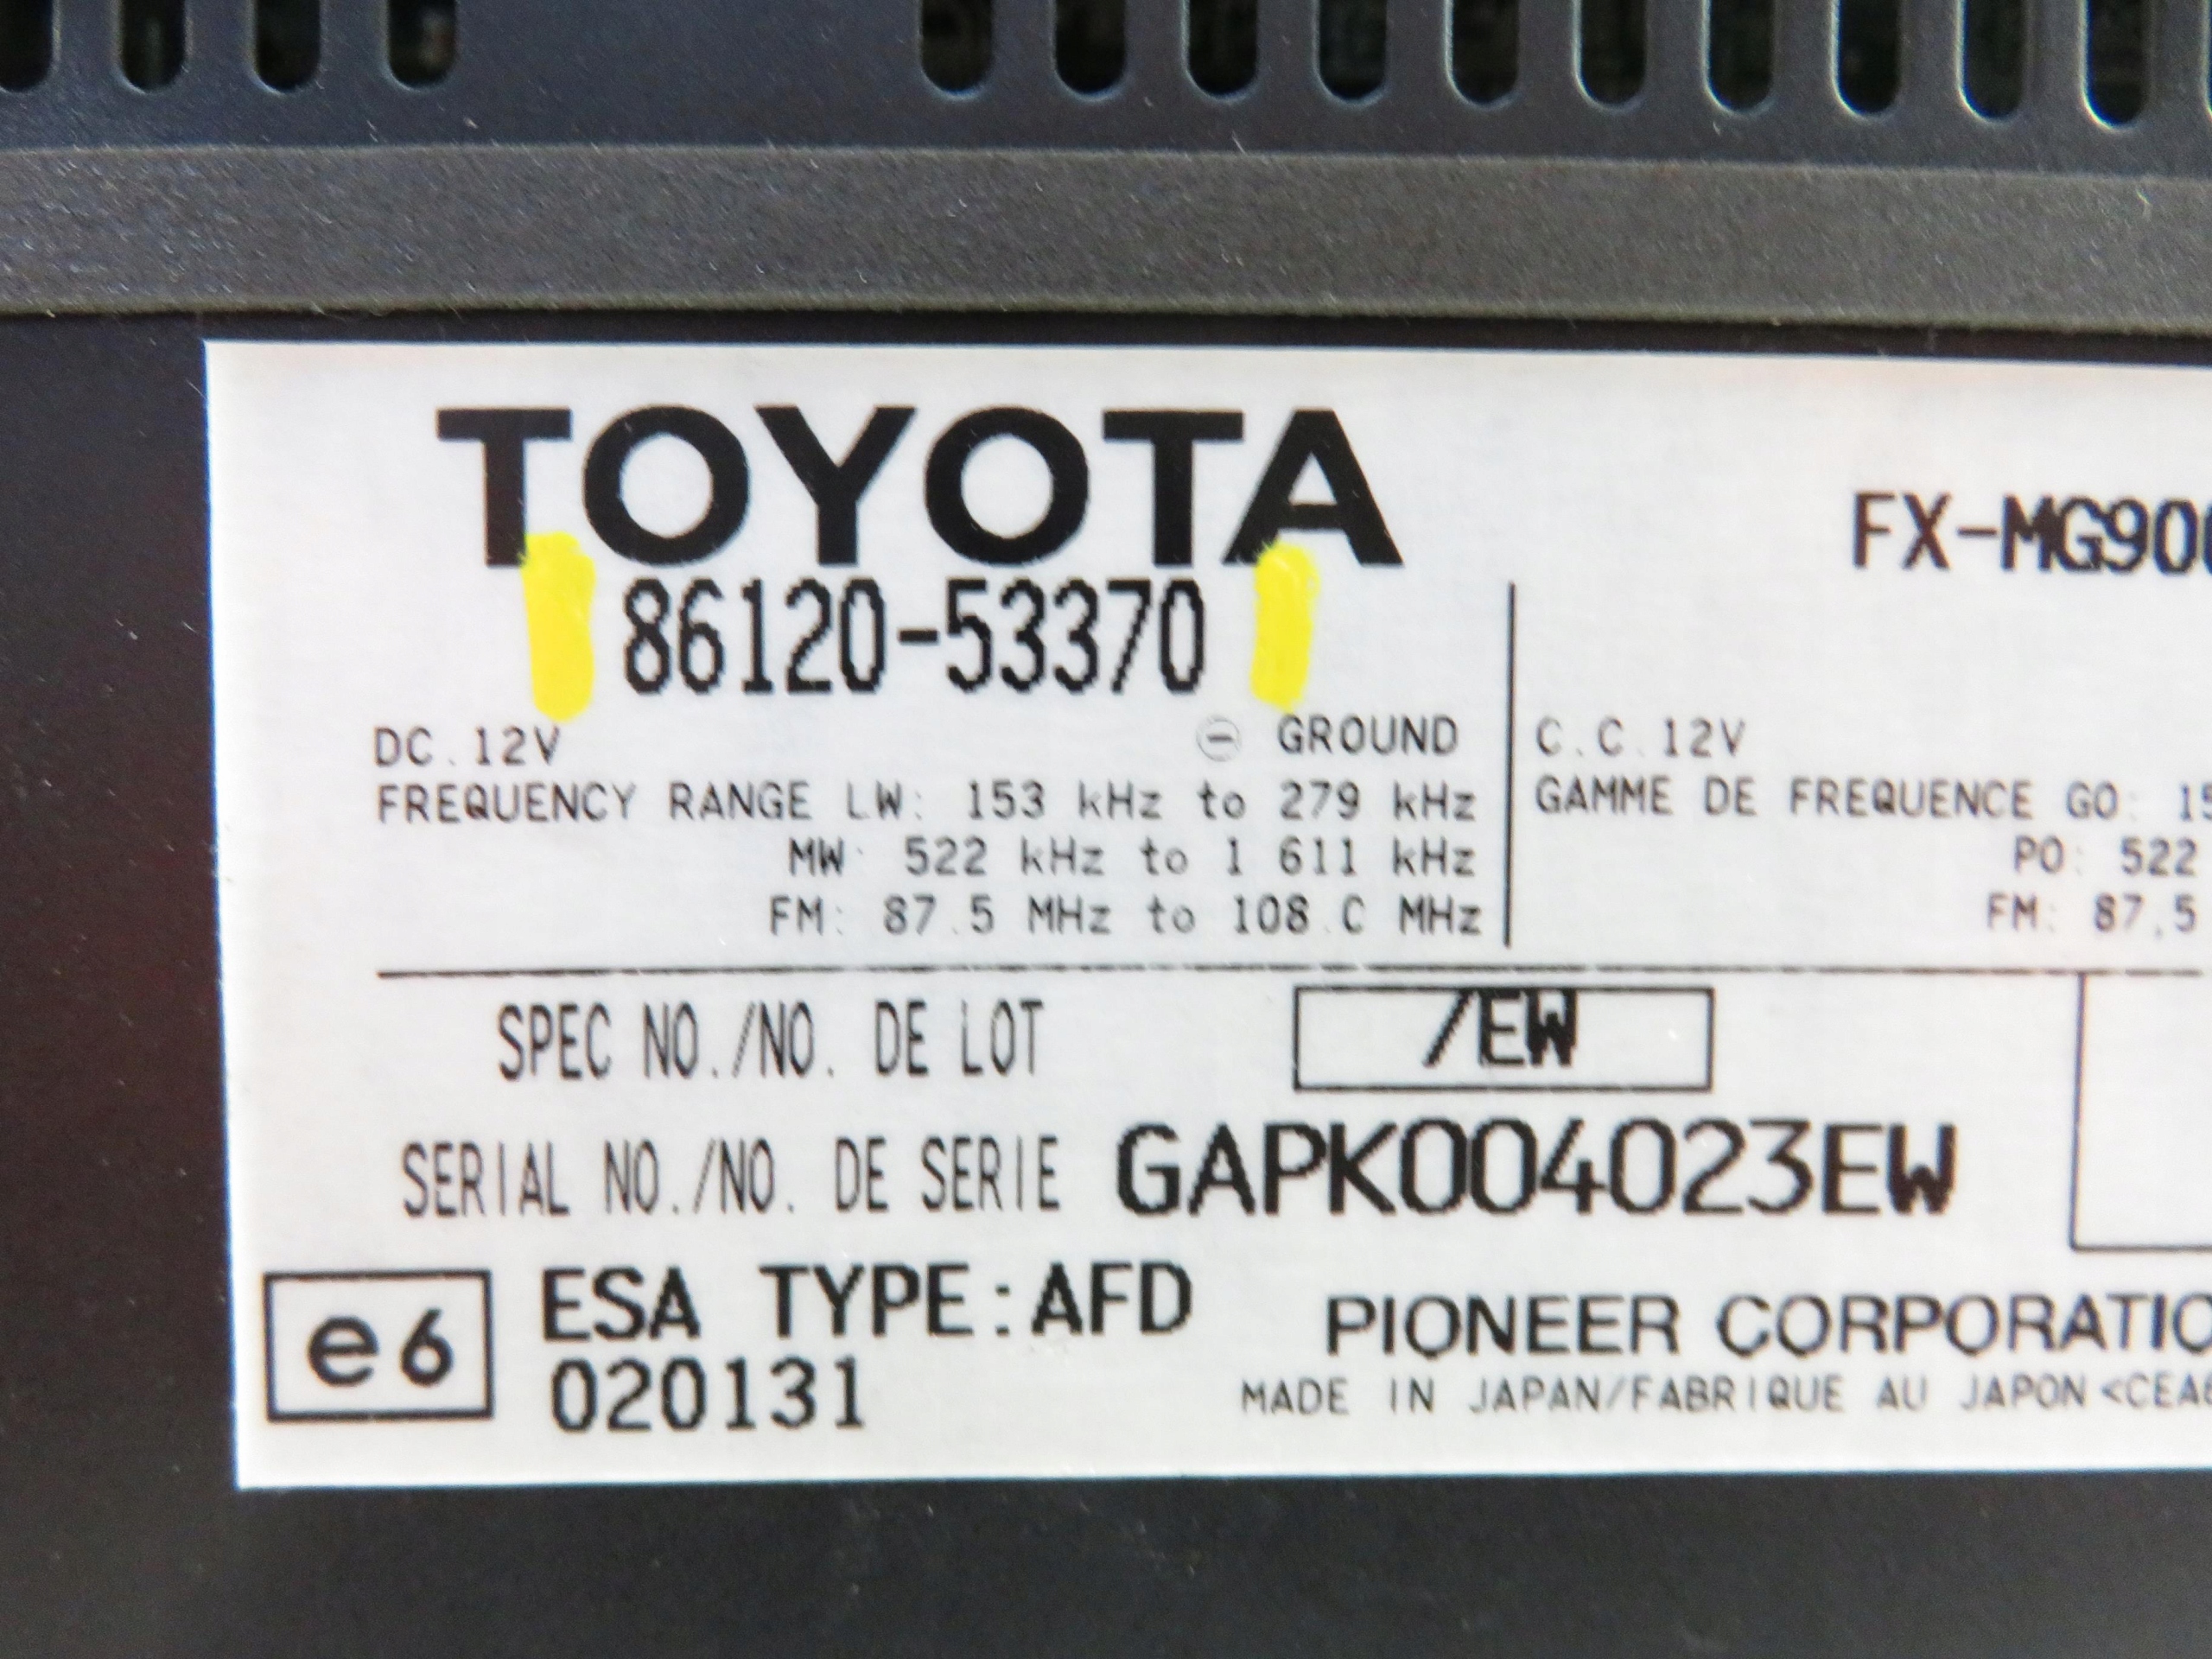 TOYOTA
FX-MG900
86120-53370
DC.12V ⊖ GROUND
FREQUENCY RANGE LW: 153 kHz to 279 kHz
MW: 522 kHz to 1 611 kHz
FM: 87.5 MHz to 108.C MHz
C.C.12V
GAMME DE FREQUENCE GO: 15
PO: 522
FM: 87,5
SPEC NO./NO. DE LOT /EW
SERIAL NO./NO. DE SERIE GAPK004023EW
e6 ESA TYPE:AFD
020131
PIONEER CORPORATIO
MADE IN JAPAN/FABRIQUE AU JAPON <CEA6